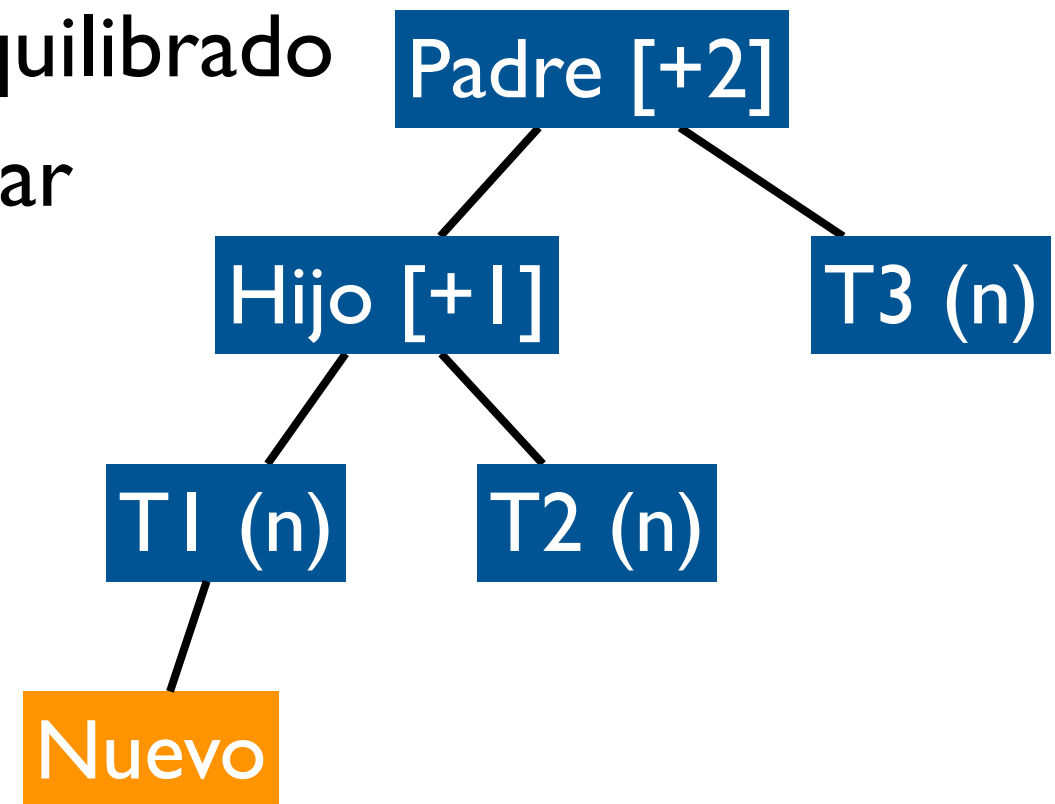 quilibrado
ar
Padre [+2]
Hijo [+1]
T3 (n)
T1 (n)
T2 (n)
Nuevo